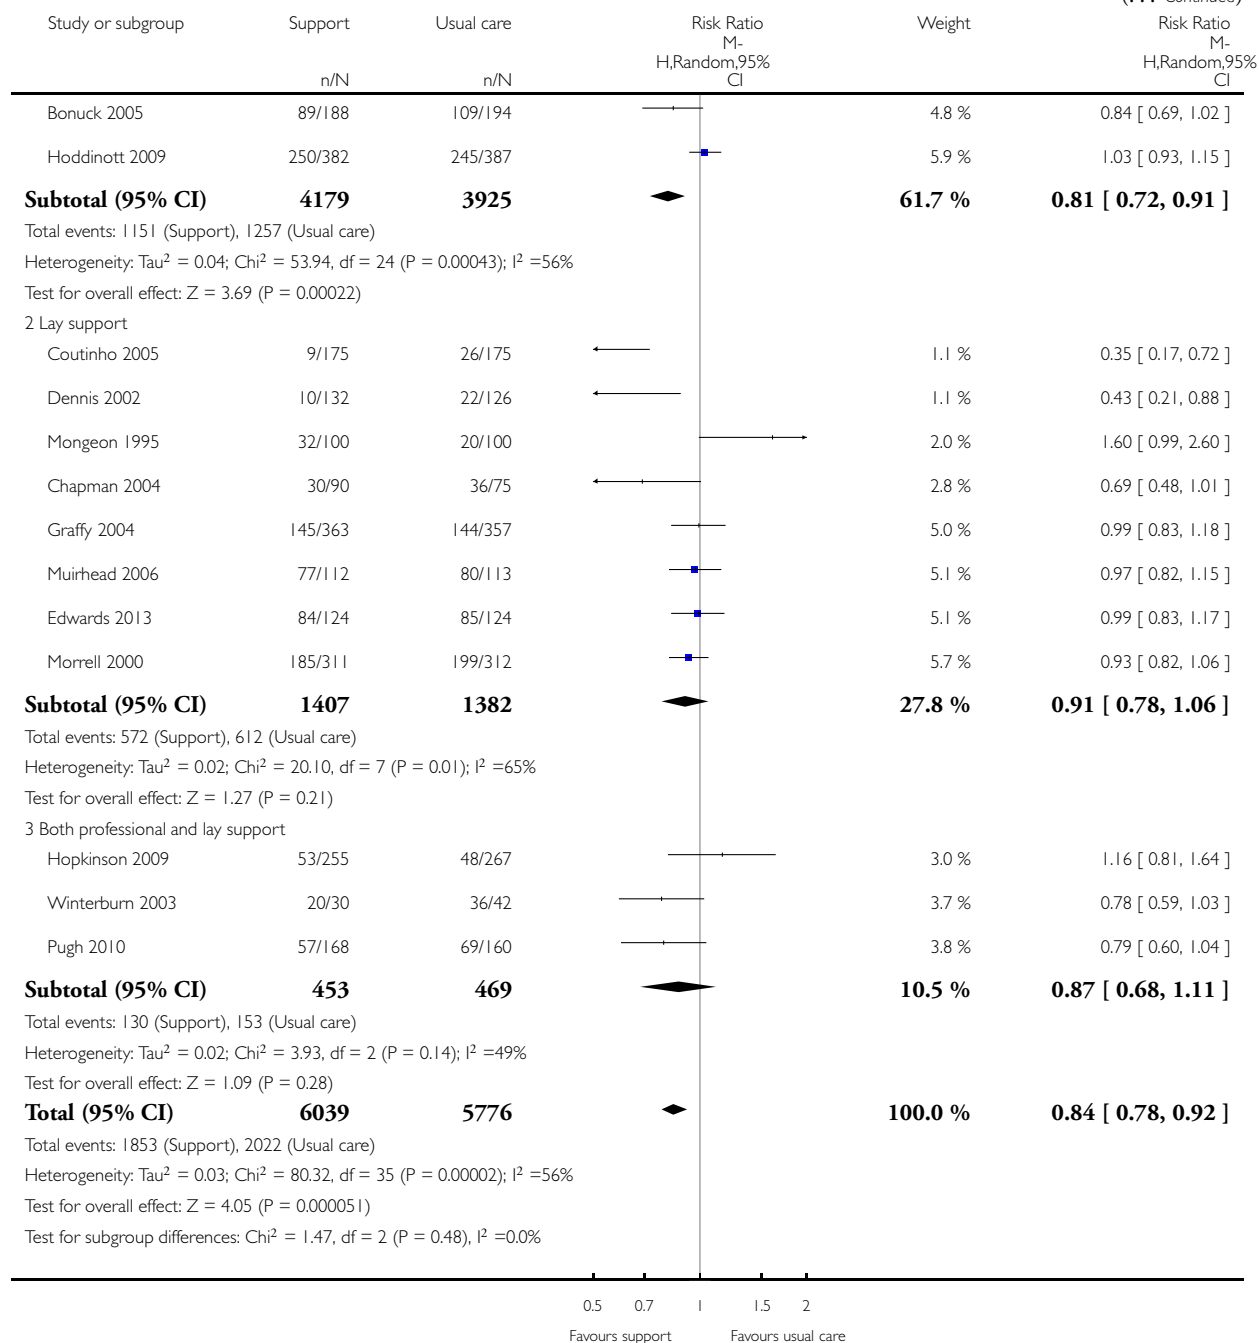 (... Continued)
Study or subgroup Support Usual care Risk Ratio Weight Risk Ratio
M- M-
H,Random,95% H,Random,95%
n/N n/N CI CI
Bonuck 2005 89/188 109/194 4.8 % 0.84 [ 0.69, 1.02 ]
Hoddinott 2009 250/382 245/387 5.9 % 1.03 [ 0.93, 1.15 ]
Subtotal (95% CI) 4179 3925 61.7 % 0.81 [ 0.72, 0.91 ]
Total events: 1151 (Support), 1257 (Usual care)
Heterogeneity: Tau² = 0.04; Chi² = 53.94, df = 24 (P = 0.00043); I² =56%
Test for overall effect: Z = 3.69 (P = 0.00022)
2 Lay support
Coutinho 2005 9/175 26/175 1.1 % 0.35 [ 0.17, 0.72 ]
Dennis 2002 10/132 22/126 1.1 % 0.43 [ 0.21, 0.88 ]
Mongeon 1995 32/100 20/100 2.0 % 1.60 [ 0.99, 2.60 ]
Chapman 2004 30/90 36/75 2.8 % 0.69 [ 0.48, 1.01 ]
Graffy 2004 145/363 144/357 5.0 % 0.99 [ 0.83, 1.18 ]
Muirhead 2006 77/112 80/113 5.1 % 0.97 [ 0.82, 1.15 ]
Edwards 2013 84/124 85/124 5.1 % 0.99 [ 0.83, 1.17 ]
Morrell 2000 185/311 199/312 5.7 % 0.93 [ 0.82, 1.06 ]
Subtotal (95% CI) 1407 1382 27.8 % 0.91 [ 0.78, 1.06 ]
Total events: 572 (Support), 612 (Usual care)
Heterogeneity: Tau² = 0.02; Chi² = 20.10, df = 7 (P = 0.01); I² =65%
Test for overall effect: Z = 1.27 (P = 0.21)
3 Both professional and lay support
Hopkinson 2009 53/255 48/267 3.0 % 1.16 [ 0.81, 1.64 ]
Winterburn 2003 20/30 36/42 3.7 % 0.78 [ 0.59, 1.03 ]
Pugh 2010 57/168 69/160 3.8 % 0.79 [ 0.60, 1.04 ]
Subtotal (95% CI) 453 469 10.5 % 0.87 [ 0.68, 1.11 ]
Total events: 130 (Support), 153 (Usual care)
Heterogeneity: Tau² = 0.02; Chi² = 3.93, df = 2 (P = 0.14); I² =49%
Test for overall effect: Z = 1.09 (P = 0.28)
Total (95% CI) 6039 5776 100.0 % 0.84 [ 0.78, 0.92 ]
Total events: 1853 (Support), 2022 (Usual care)
Heterogeneity: Tau² = 0.03; Chi² = 80.32, df = 35 (P = 0.00002); I² =56%
Test for overall effect: Z = 4.05 (P = 0.000051)
Test for subgroup differences: Chi² = 1.47, df = 2 (P = 0.48), I² =0.0%
0.5 0.7 1 1.5 2
Favours support Favours usual care